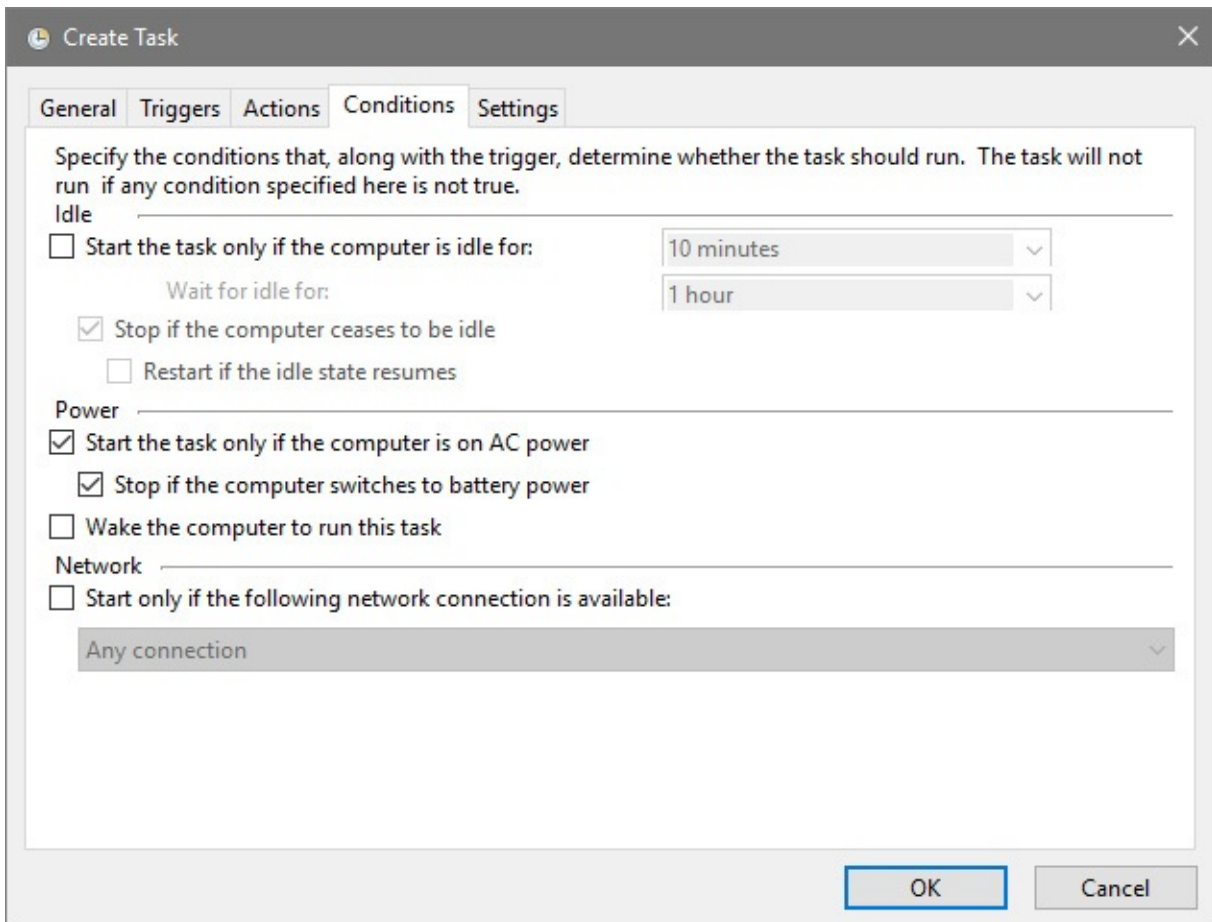 Create Task
General Triggers Actions Conditions Settings
Specify the conditions that, along with the trigger, determine whether the task should run.  The task will not
run  if any condition specified here is not true.
Idle
Start the task only if the computer is idle for: 10 minutes
Wait for idle for: 1 hour
Stop if the computer ceases to be idle
Restart if the idle state resumes
Power
Start the task only if the computer is on AC power
Stop if the computer switches to battery power
Wake the computer to run this task
Network
Start only if the following network connection is available:
Any connection
OK Cancel